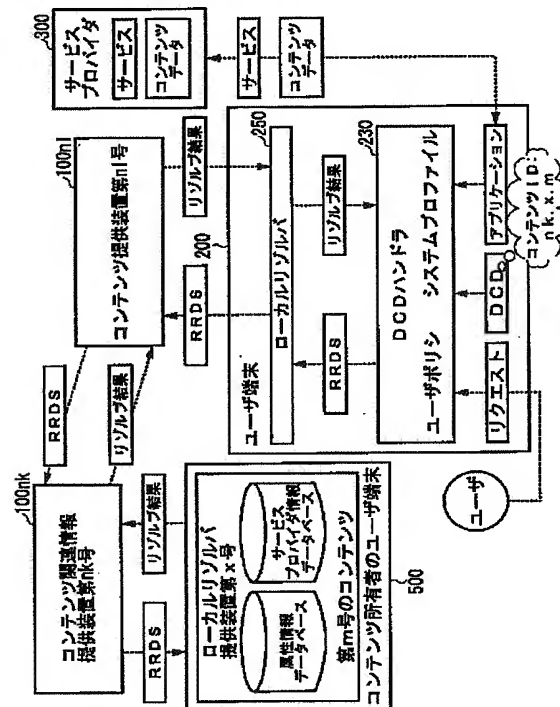 100nk
コンテンツ関連情報
提供装置第nk号
RRDS
リゾルブ結果
100nl
コンテンツ提供装置第nl号
300
サービス
プロバイダ
サービス
コンテンツ
データ
RRDS
リゾルブ結果
サービス
コンテンツ
データ
RRDS
リゾルブ結果
200
ユーザ端末
250
ローカルリゾルバ
RRDS
リゾルブ結果
230
DCDハンドラ
ユーザポリシ システムプロファイル
リクエスト
DCD
アプリケーション
コンテンツID:
nk.x.m
ユーザ
ローカルリゾルバ
提供装置第x号
属性情報
データベース
サービス
プロバイダ情報
データベース
第m号のコンテンツ
コンテンツ所有者のユーザ端末
500